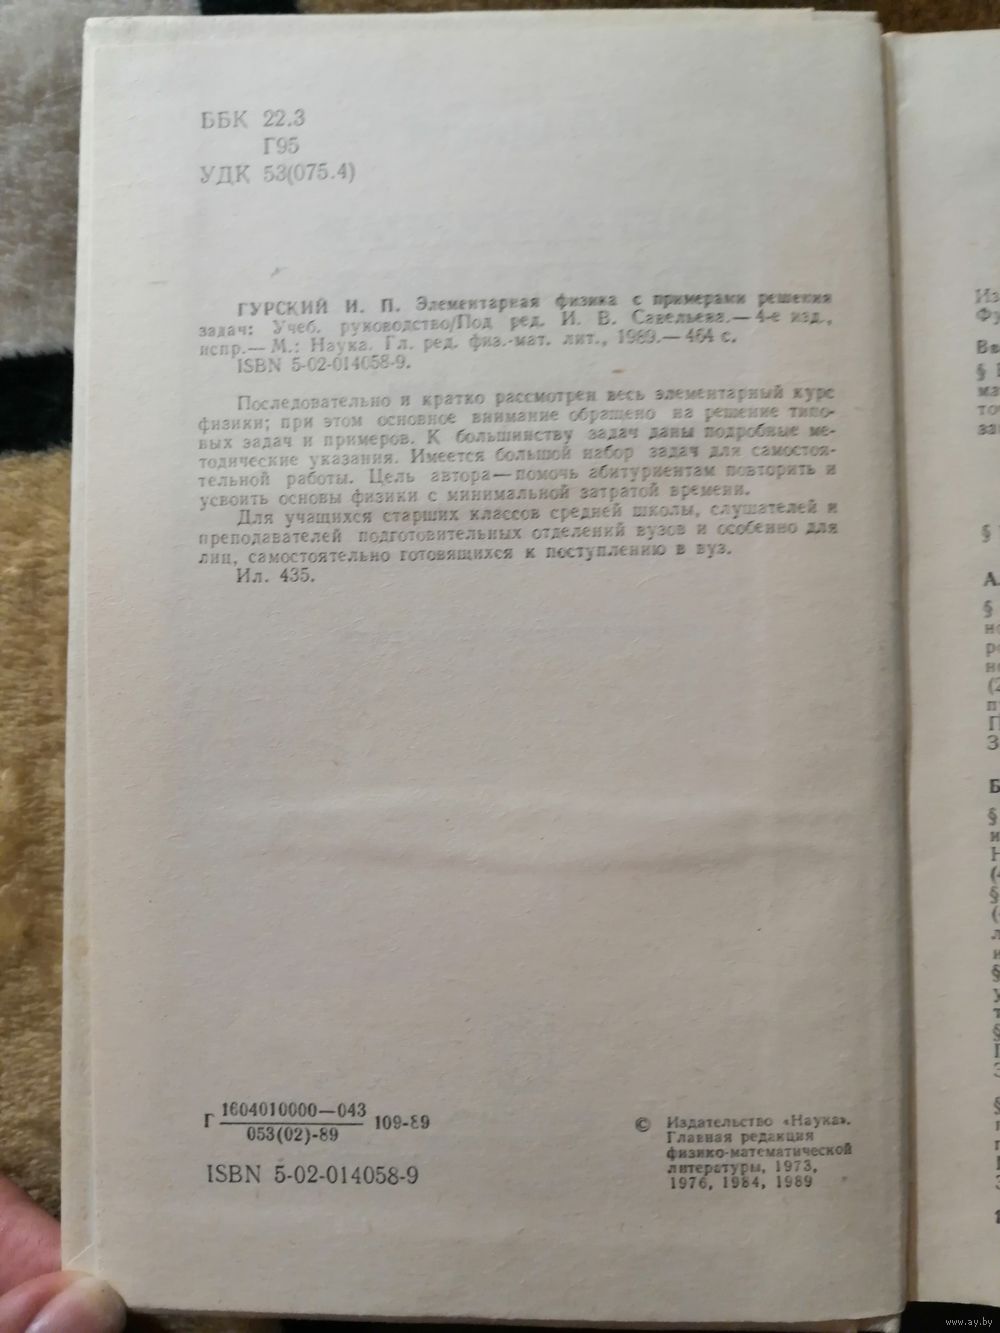 ББК 22.3
Г95
УДК 53(075.4)
ГУРСКИЙ И. П. Элементарная физика с примерами решения
задач: Учеб. руководство/Под ред. И. В. Савельева.— 4-е изд.,
испр.— М.: Наука. Гл. ред. физ.-мат. лит., 1989.— 464 с.
ISBN 5-02-014058-9.
Последовательно и кратко рассмотрен весь элементарный курс
физики; при этом основное внимание обращено на решение типо-
вых задач и примеров. К большинству задач даны подробные ме-
тодические указания. Имеется большой набор задач для самостоя-
тельной работы. Цель автора — помочь абитуриентам повторить и
усвоить основы физики с минимальной затратой времени.
Для учащихся старших классов средней школы, слушателей и
преподавателей подготовительных отделений вузов и особенно для
лиц, самостоятельно готовящихся к поступлению в вуз.
Ил. 435.
Г 1604010000—043 109-89
053(02)-89
ISBN 5-02-014058-9
© Издательство «Наука».
Главная редакция
физико-математической
литературы, 1973,
1976, 1984, 1989
www.ay.by